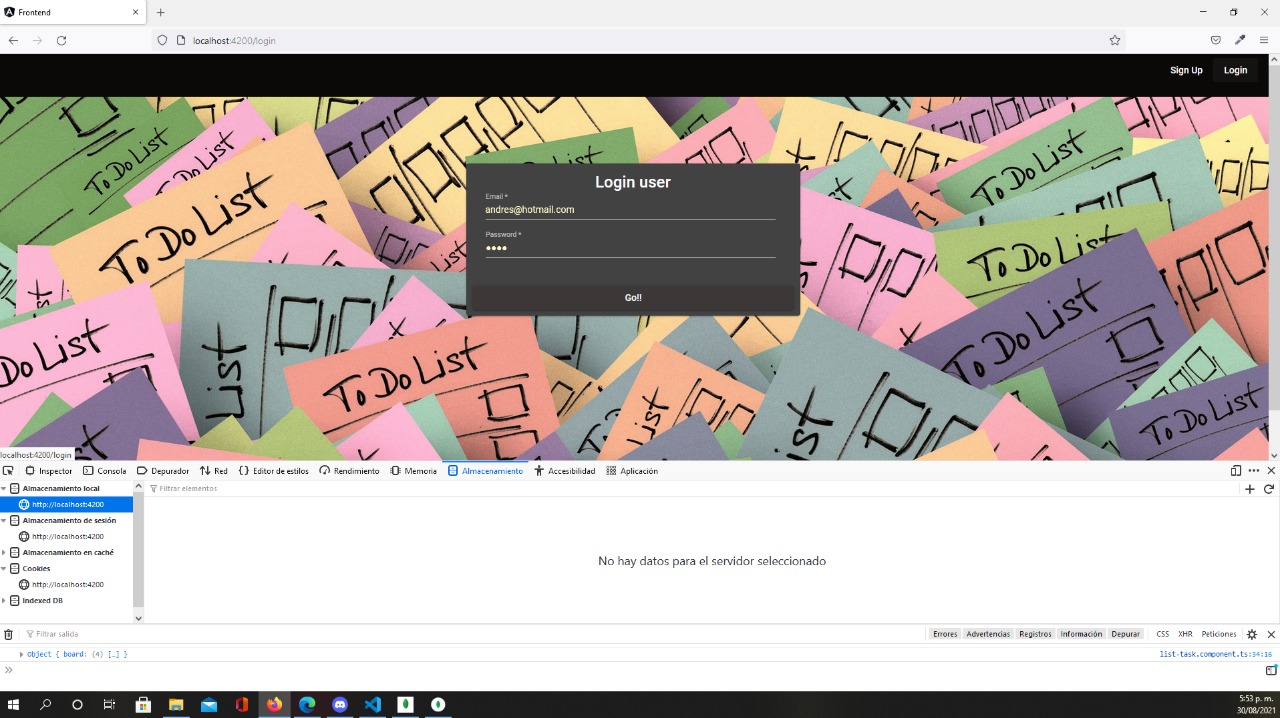 Frontend
localhost:4200/login
Sign Up Login
To Do List
To Do List
To Do List
To Do List
To Do List
To Do List
To Do List
To Do List
To Do List
List
List
Login user
Email *
andres@hotmail.com
Password *
••••
Go!!
localhost:4200/login
Inspector Consola Depurador Red Editor de estilos Rendimiento Memoria Almacenamiento Accesibilidad Aplicación
Almacenamiento local
http://localhost:4200
Almacenamiento de sesión
http://localhost:4200
Almacenamiento en caché
Cookies
http://localhost:4200
Indexed DB
Filtrar elementos
No hay datos para el servidor seleccionado
Filtrar salida
Errores Advertencias Registros Información Depurar CSS XHR Peticiones
Object { board: (4) […] }
list-task.component.ts:34:16
5:53 p. m.
30/08/2021